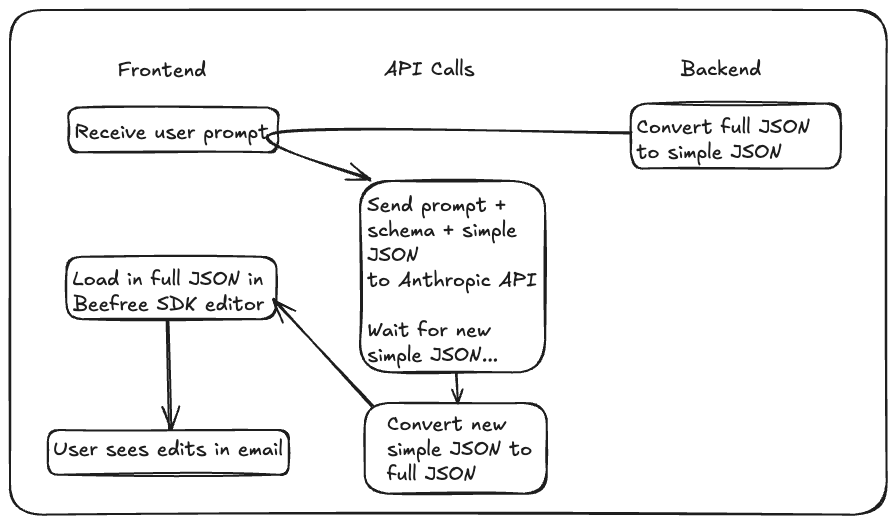 Frontend
API Calls
Backend
Receive user prompt
Convert full JSON
to simple JSON
Send prompt +
schema + simple
JSON
to Anthropic API
Wait for new
simple JSON...
Load in full JSON in
Beefree SDK editor
Convert new
simple JSON to
full JSON
User sees edits in email